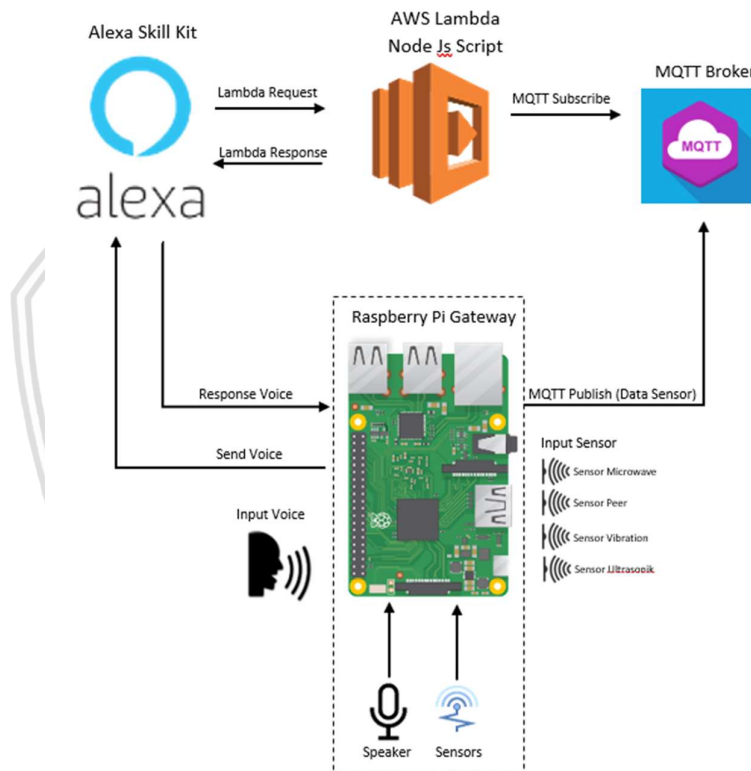 Alexa Skill Kit
AWS Lambda
Node Js Script
MQTT Broker
Lambda Request
MQTT Subscribe
MQTT
Lambda Response
alexa
Raspberry Pi Gateway
Response Voice
MQTT Publish (Data Sensor)
Send Voice
Input Sensor
Sensor Microwave
Input Voice
Sensor Peer
Sensor Vibration
Sensor Ultrasonik
Speaker
Sensors